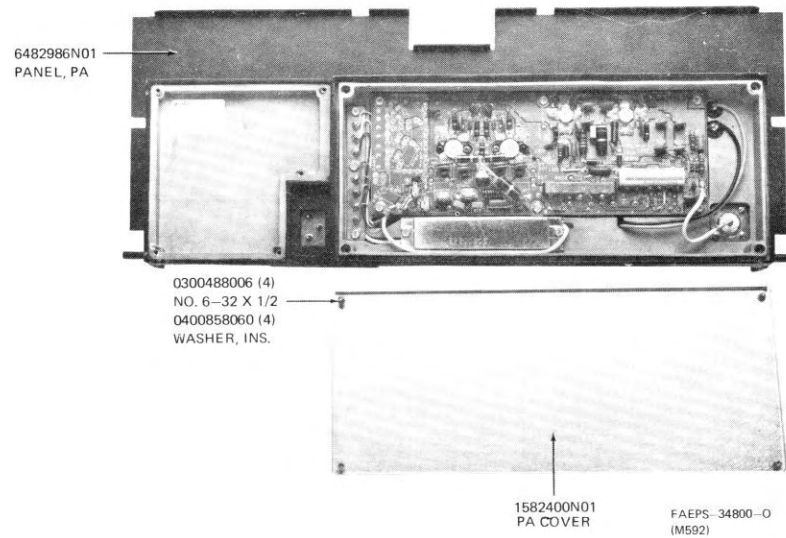 6482986N01
PANEL, PA
0300488006 (4)
NO. 6–32 X 1/2
0400858060 (4)
WASHER, INS.
1582400N01
PA COVER
FAEPS–34800–O
(M592)